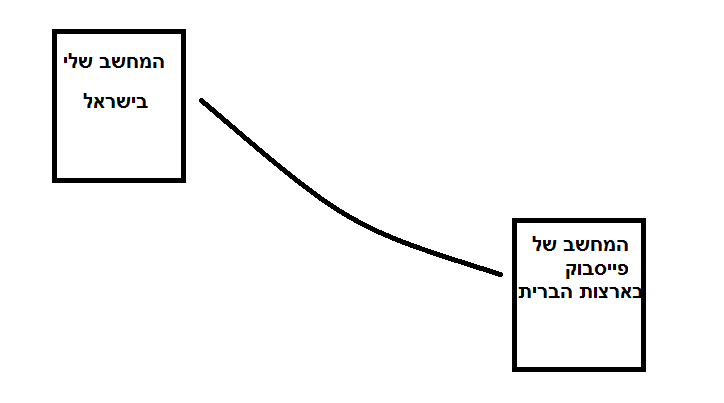 המחשב שלי
בישראל
המחשב של
פייסבוק
בארצות הברית